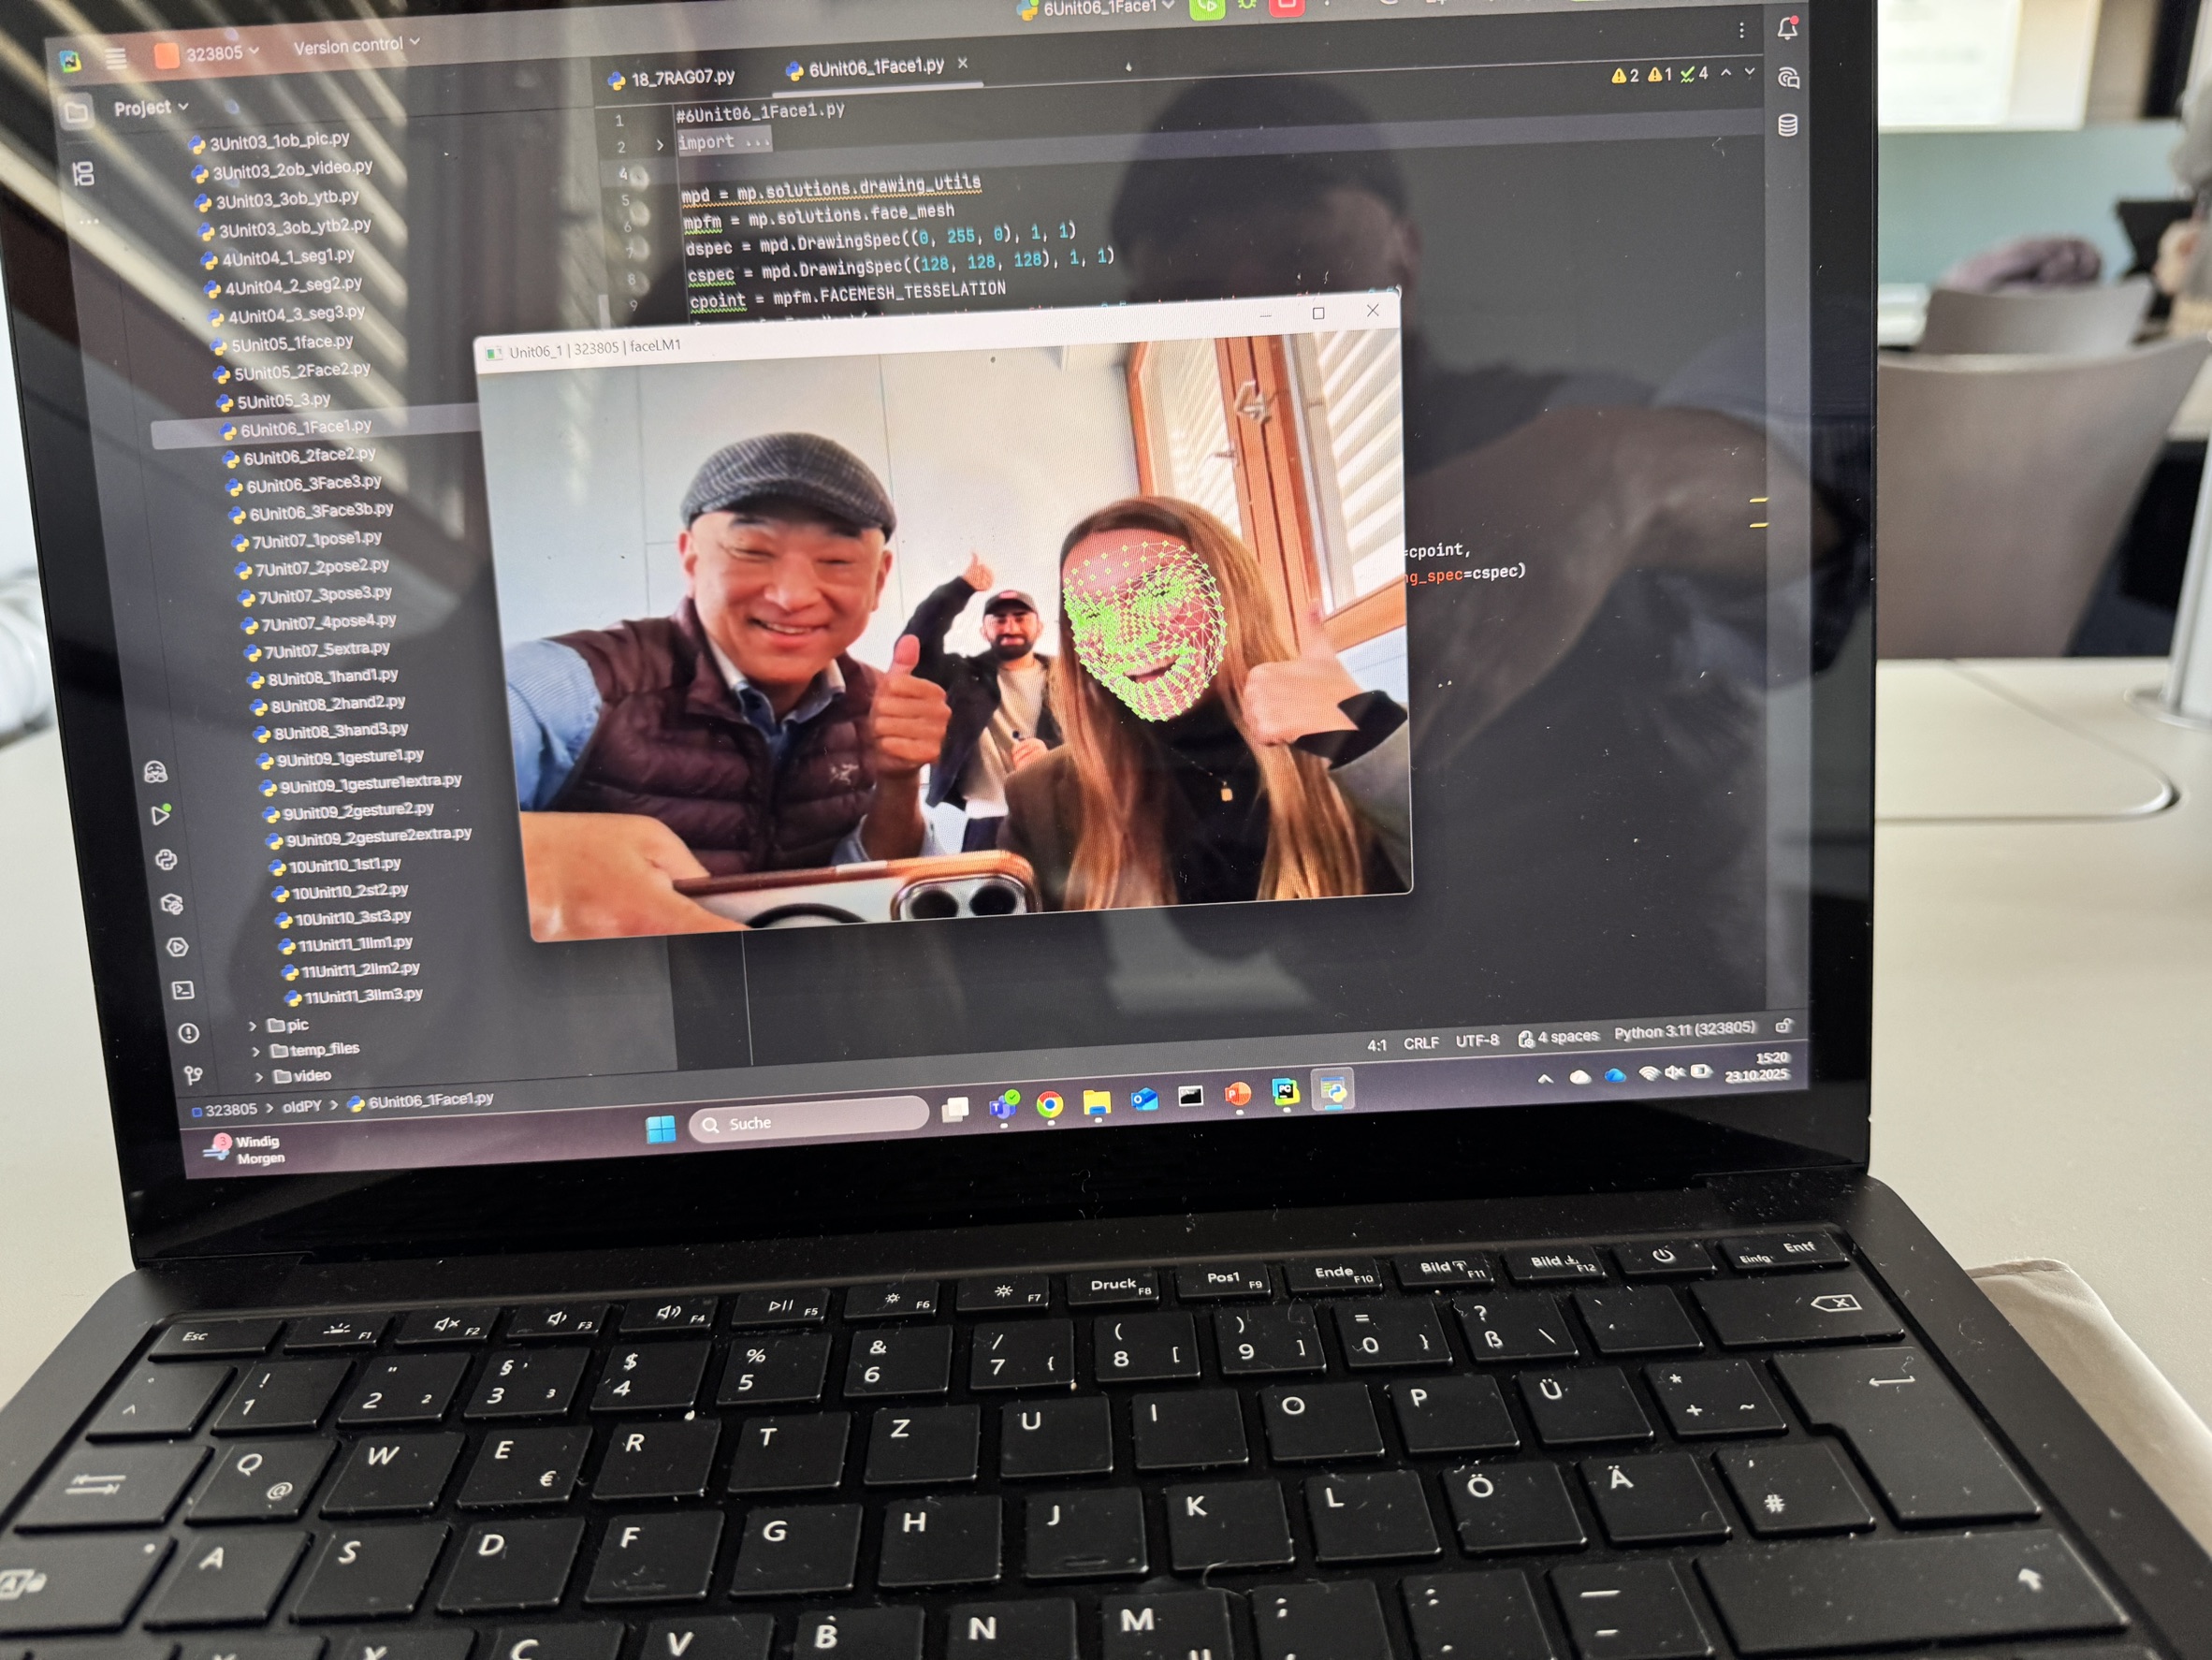 6Unit06_1Face1
323805
Version control
18_7RAG07.py
6Unit06_1Face1.py
Project
2 1 4
3Unit03_1ob_pic.py
3Unit03_2ob_video.py
3Unit03_3ob_ytb.py
3Unit03_3ob_ytb2.py
4Unit04_1_seg1.py
4Unit04_2_seg2.py
4Unit04_3_seg3.py
5Unit05_1face.py
5Unit05_2Face2.py
5Unit05_3.py
6Unit06_1Face1.py
6Unit06_2face2.py
6Unit06_3Face3.py
6Unit06_3Face3b.py
7Unit07_1pose1.py
7Unit07_2pose2.py
7Unit07_3pose3.py
7Unit07_4pose4.py
7Unit07_5extra.py
8Unit08_1hand1.py
8Unit08_2hand2.py
8Unit08_3hand3.py
9Unit09_1gesture1.py
9Unit09_1gesture1extra.py
9Unit09_2gesture2.py
9Unit09_2gesture2extra.py
10Unit10_1st1.py
10Unit10_2st2.py
10Unit10_3st3.py
11Unit11_1llm1.py
11Unit11_2llm2.py
11Unit11_3llm3.py
pic
temp_files
video
1 #6Unit06_1Face1.py
2 import ...
4
5 mpd = mp.solutions.drawing_utils
6 mpfm = mp.solutions.face_mesh
7 dspec = mpd.DrawingSpec((0, 255, 0), 1, 1)
8 cspec = mpd.DrawingSpec((128, 128, 128), 1, 1)
9 cpoint = mpfm.FACEMESH_TESSELATION
Unit06_1 | 323805 | faceLM1
=cpoint,
ng_spec=cspec)
323805 > oldPY > 6Unit06_1Face1.py
4:1 CRLF UTF-8 4 spaces Python 3.11 (323805)
Windig
Morgen
Suche
15:20
23.10.2025
Esc F1 F2 F3 F4 F5 F6 F7 Druck F8 Pos1 F9 Ende F10 Bild F11 Bild F12 Einfg Entf
^ ! 1 " 2 ² § 3 ³ $ 4 % 5 & 6 / 7 { ( 8 [ ) 9 ] = 0 } ? ß \ ´ `
Q @ W E € R T Z U I O P Ü * + ~
A S D F G H J K L Ö Ä ' #
X C V B N M µ ; : — -